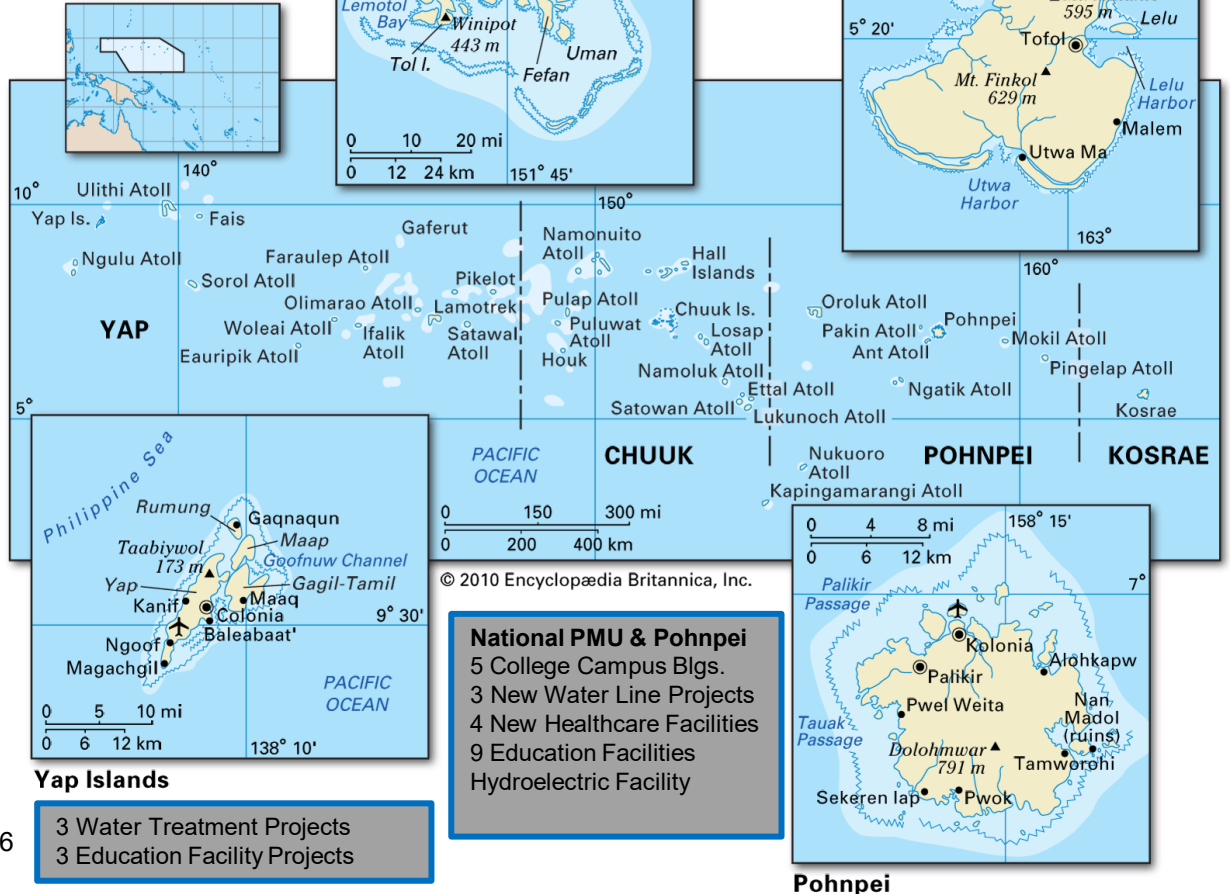 Lemotol
Bay
Winipot
443 m
Tol I.
Fefan
Uman
0 10 20 mi
0 12 24 km
151° 45'
595 m
Lelu
5° 20'
Tofol
Mt. Finkol
629 m
Lelu
Harbor
Malem
Utwa Ma
Utwa
Harbor
163°
140°
10°
150°
160°
5°
Ulithi Atoll
Yap Is.
Fais
Ngulu Atoll
Sorol Atoll
Gaferut
Faraulep Atoll
Pikelot
Olimarao Atoll
Lamotrek
Woleai Atoll
Ifalik
Atoll
Satawal
Atoll
Eauripik Atoll
YAP
Namonuito
Atoll
Hall
Islands
Pulap Atoll
Chuuk Is.
Puluwat
Atoll
Losap
Atoll
Houk
Namoluk Atoll
Ettal Atoll
Satowan Atoll
Lukunoch Atoll
CHUUK
PACIFIC
OCEAN
Oroluk Atoll
Pakin Atoll
Pohnpei
Ant Atoll
Mokil Atoll
Pingelap Atoll
Ngatik Atoll
Kosrae
Nukuoro
Atoll
Kapingamarangi Atoll
POHNPEI
KOSRAE
0 150 300 mi
0 200 400 km
© 2010 Encyclopædia Britannica, Inc.
Philippine Sea
Rumung
Gaqnaqun
Maap
Taabiywol
173 m
Goofnuw Channel
Yap
Gagil-Tamil
Kanif
Maaq
Colonia
Baleabaat'
9° 30'
Ngoof
Magachgil
PACIFIC
OCEAN
0 5 10 mi
0 6 12 km
138° 10'
Yap Islands
3 Water Treatment Projects
3 Education Facility Projects
6
National PMU & Pohnpei
5 College Campus Blgs.
3 New Water Line Projects
4 New Healthcare Facilities
9 Education Facilities
Hydroelectric Facility
0 4 8 mi
0 6 12 km
158° 15'
7°
Palikir
Passage
Kolonia
Palikir
Alohkapw
Pwel Weita
Nan
Madol
(ruins)
Tauak
Passage
Dolohmwar
791 m
Tamworohi
Sekeren Iap
Pwok
Pohnpei